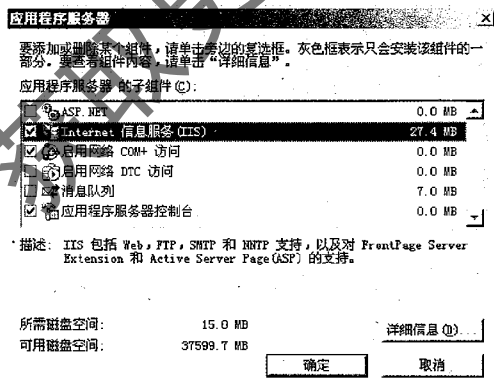 应用程序服务器
要添加或删除某个组件，请单击旁边的复选框。灰色框表示只会安装该组件的一
部分。要查看组件内容，请单击“详细信息”。
应用程序服务器 的子组件(C):
ASP.NET 0.0 MB
Internet 信息服务(IIS) 27.4 MB
启用网络 COM+ 访问 0.0 MB
启用网络 DTC 访问 0.0 MB
消息队列 7.0 MB
应用程序服务器控制台 0.0 MB
描述: IIS 包括 Web，FTP，SMTP 和 NNTP 支持，以及对 FrontPage Server
Extension 和 Active Server Page(ASP) 的支持。
所需磁盘空间: 15.0 MB
详细信息(D)...
可用磁盘空间: 37599.7 MB
确定 取消